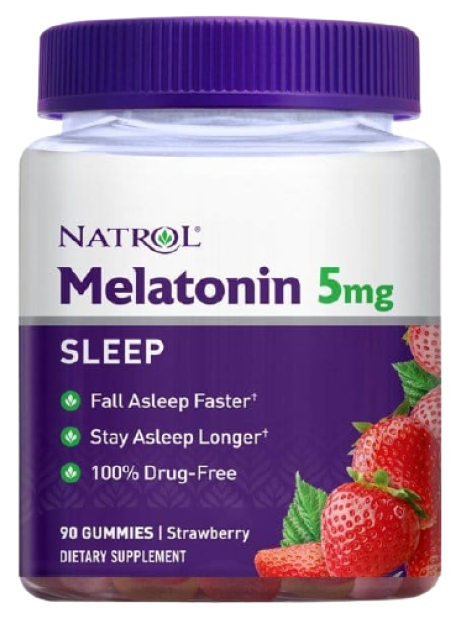 NATROL®
Melatonin 5mg
SLEEP
Fall Asleep Faster†
Stay Asleep Longer†
100% Drug-Free
90 GUMMIES | Strawberry
DIETARY SUPPLEMENT